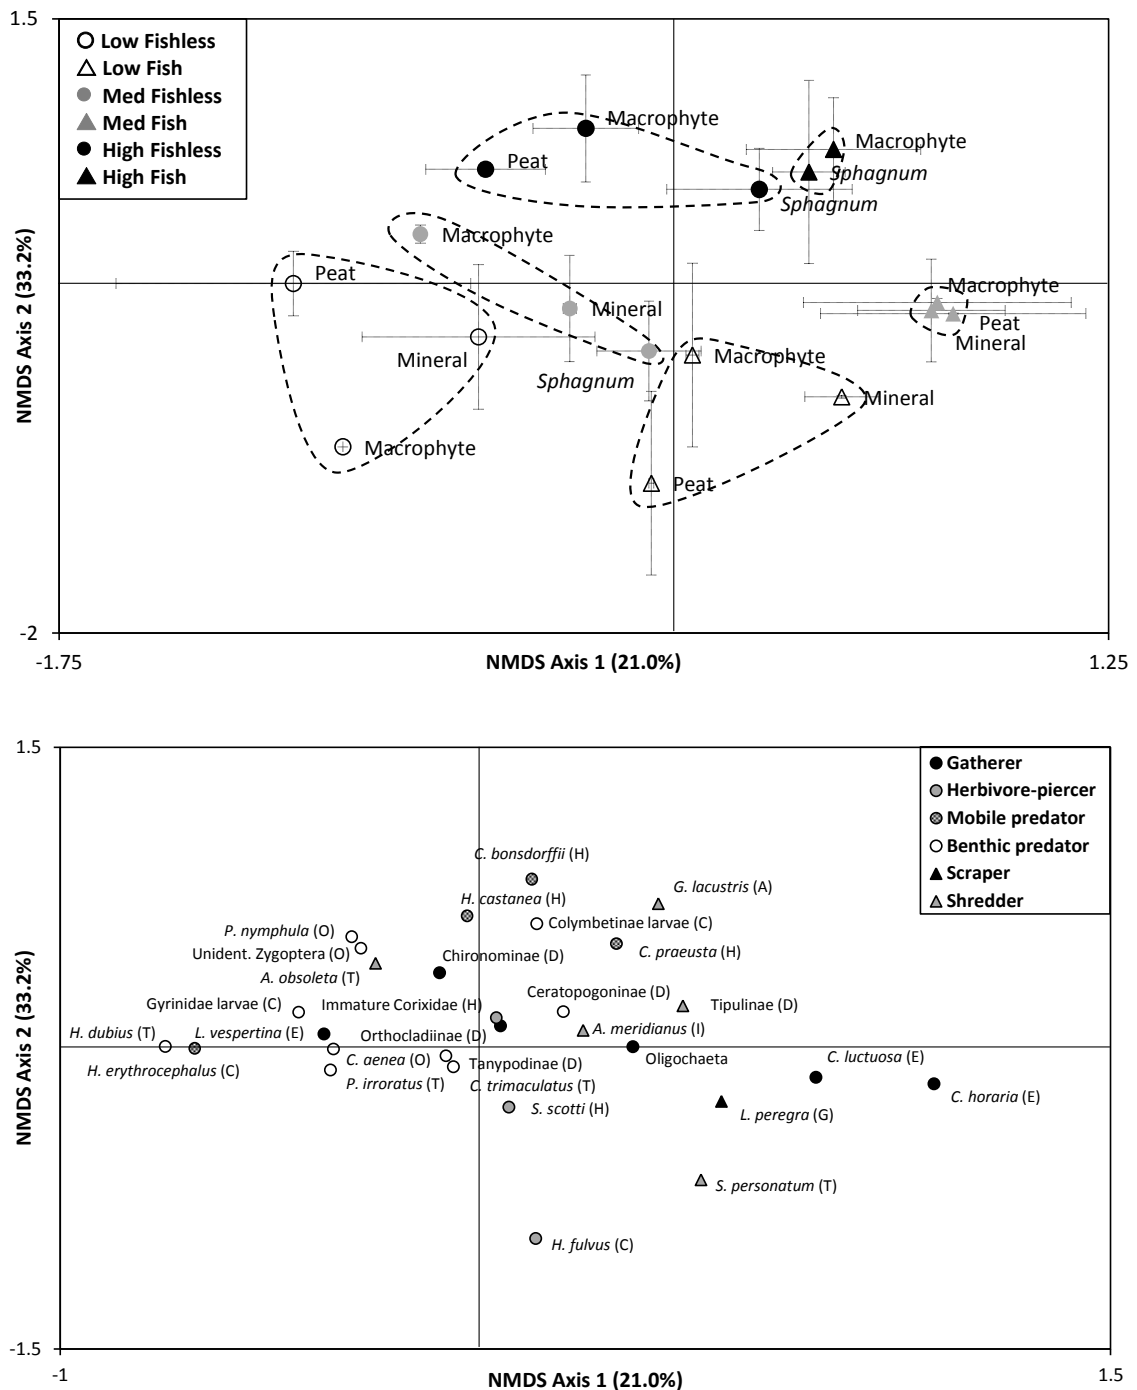 1.5
Low Fishless
Low Fish
Med Fishless
Med Fish
High Fishless
High Fish
Macrophyte
Peat
Macrophyte
Sphagnum
Sphagnum
Macrophyte
Peat
Macrophyte
Mineral
Peat
Mineral
Mineral
Macrophyte
Sphagnum
Mineral
Macrophyte
Peat
NMDS Axis 2 (33.2%)
-2
-1.75
NMDS Axis 1 (21.0%)
1.25
1.5
Gatherer
Herbivore-piercer
Mobile predator
Benthic predator
Scraper
Shredder
C. bonsdorffii (H)
G. lacustris (A)
H. castanea (H)
P. nymphula (O)
Colymbetinae larvae (C)
Unident. Zygoptera (O)
Chironominae (D)
C. praeusta (H)
A. obsoleta (T)
Ceratopogoninae (D)
Gyrinidae larvae (C)
Immature Corixidae (H)
Tipulinae (D)
H. dubius (T)
L. vespertina (E)
Orthocladiinae (D)
A. meridianus (I)
C. aenea (O)
Tanypodinae (D)
Oligochaeta
C. luctuosa (E)
H. erythrocephalus (C)
P. irroratus (T)
C. trimaculatus (T)
C. horaria (E)
S. scotti (H)
L. peregra (G)
S. personatum (T)
H. fulvus (C)
NMDS Axis 2 (33.2%)
-1.5
-1
NMDS Axis 1 (21.0%)
1.5